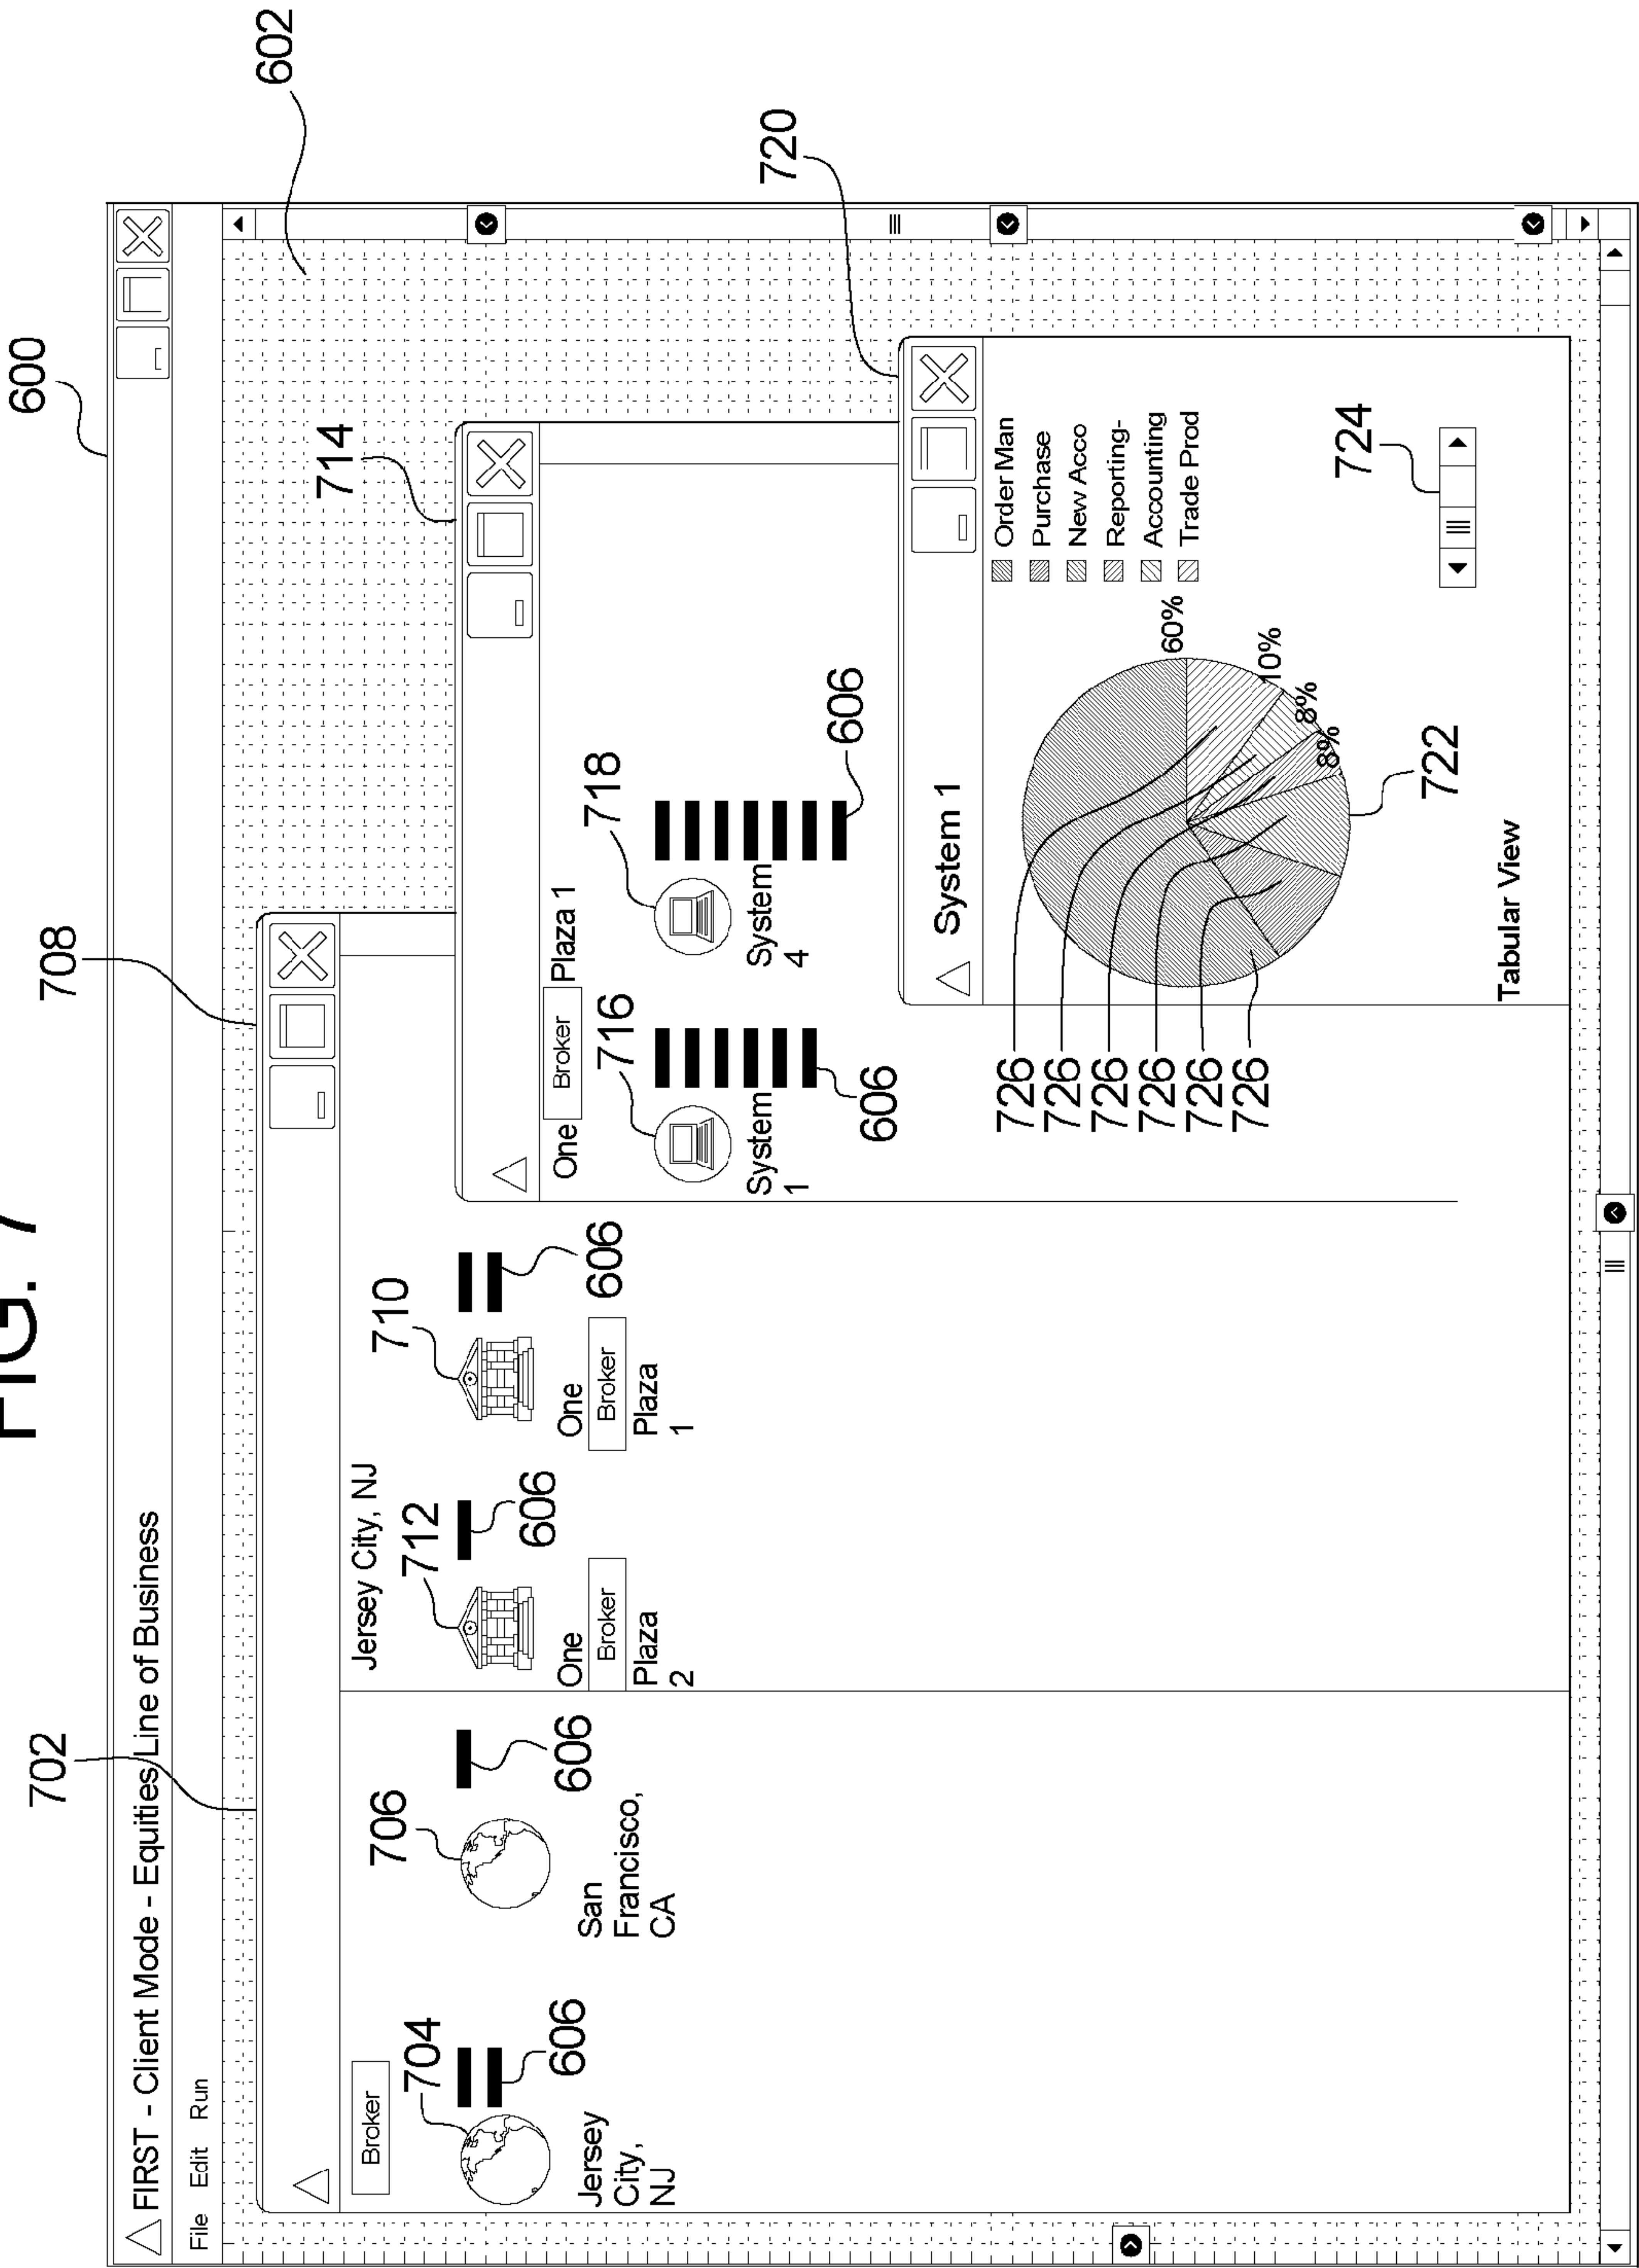 FIG. 7
600
602
702
708
714
720
FIRST - Client Mode - Equities/Line of Business
File Edit Run
Broker
704
606
Jersey
City,
NJ
706
606
San
Francisco,
CA
Jersey City, NJ
712
606
One
Broker
Plaza
2
710
606
One
Broker
Plaza
1
One Broker Plaza 1
716
606
System
1
718
606
System
4
System 1
Order Man
Purchase
New Acco
Reporting-
Accounting
Trade Prod
60%
10%
8%
8%
722
724
726
726
726
726
726
726
Tabular View